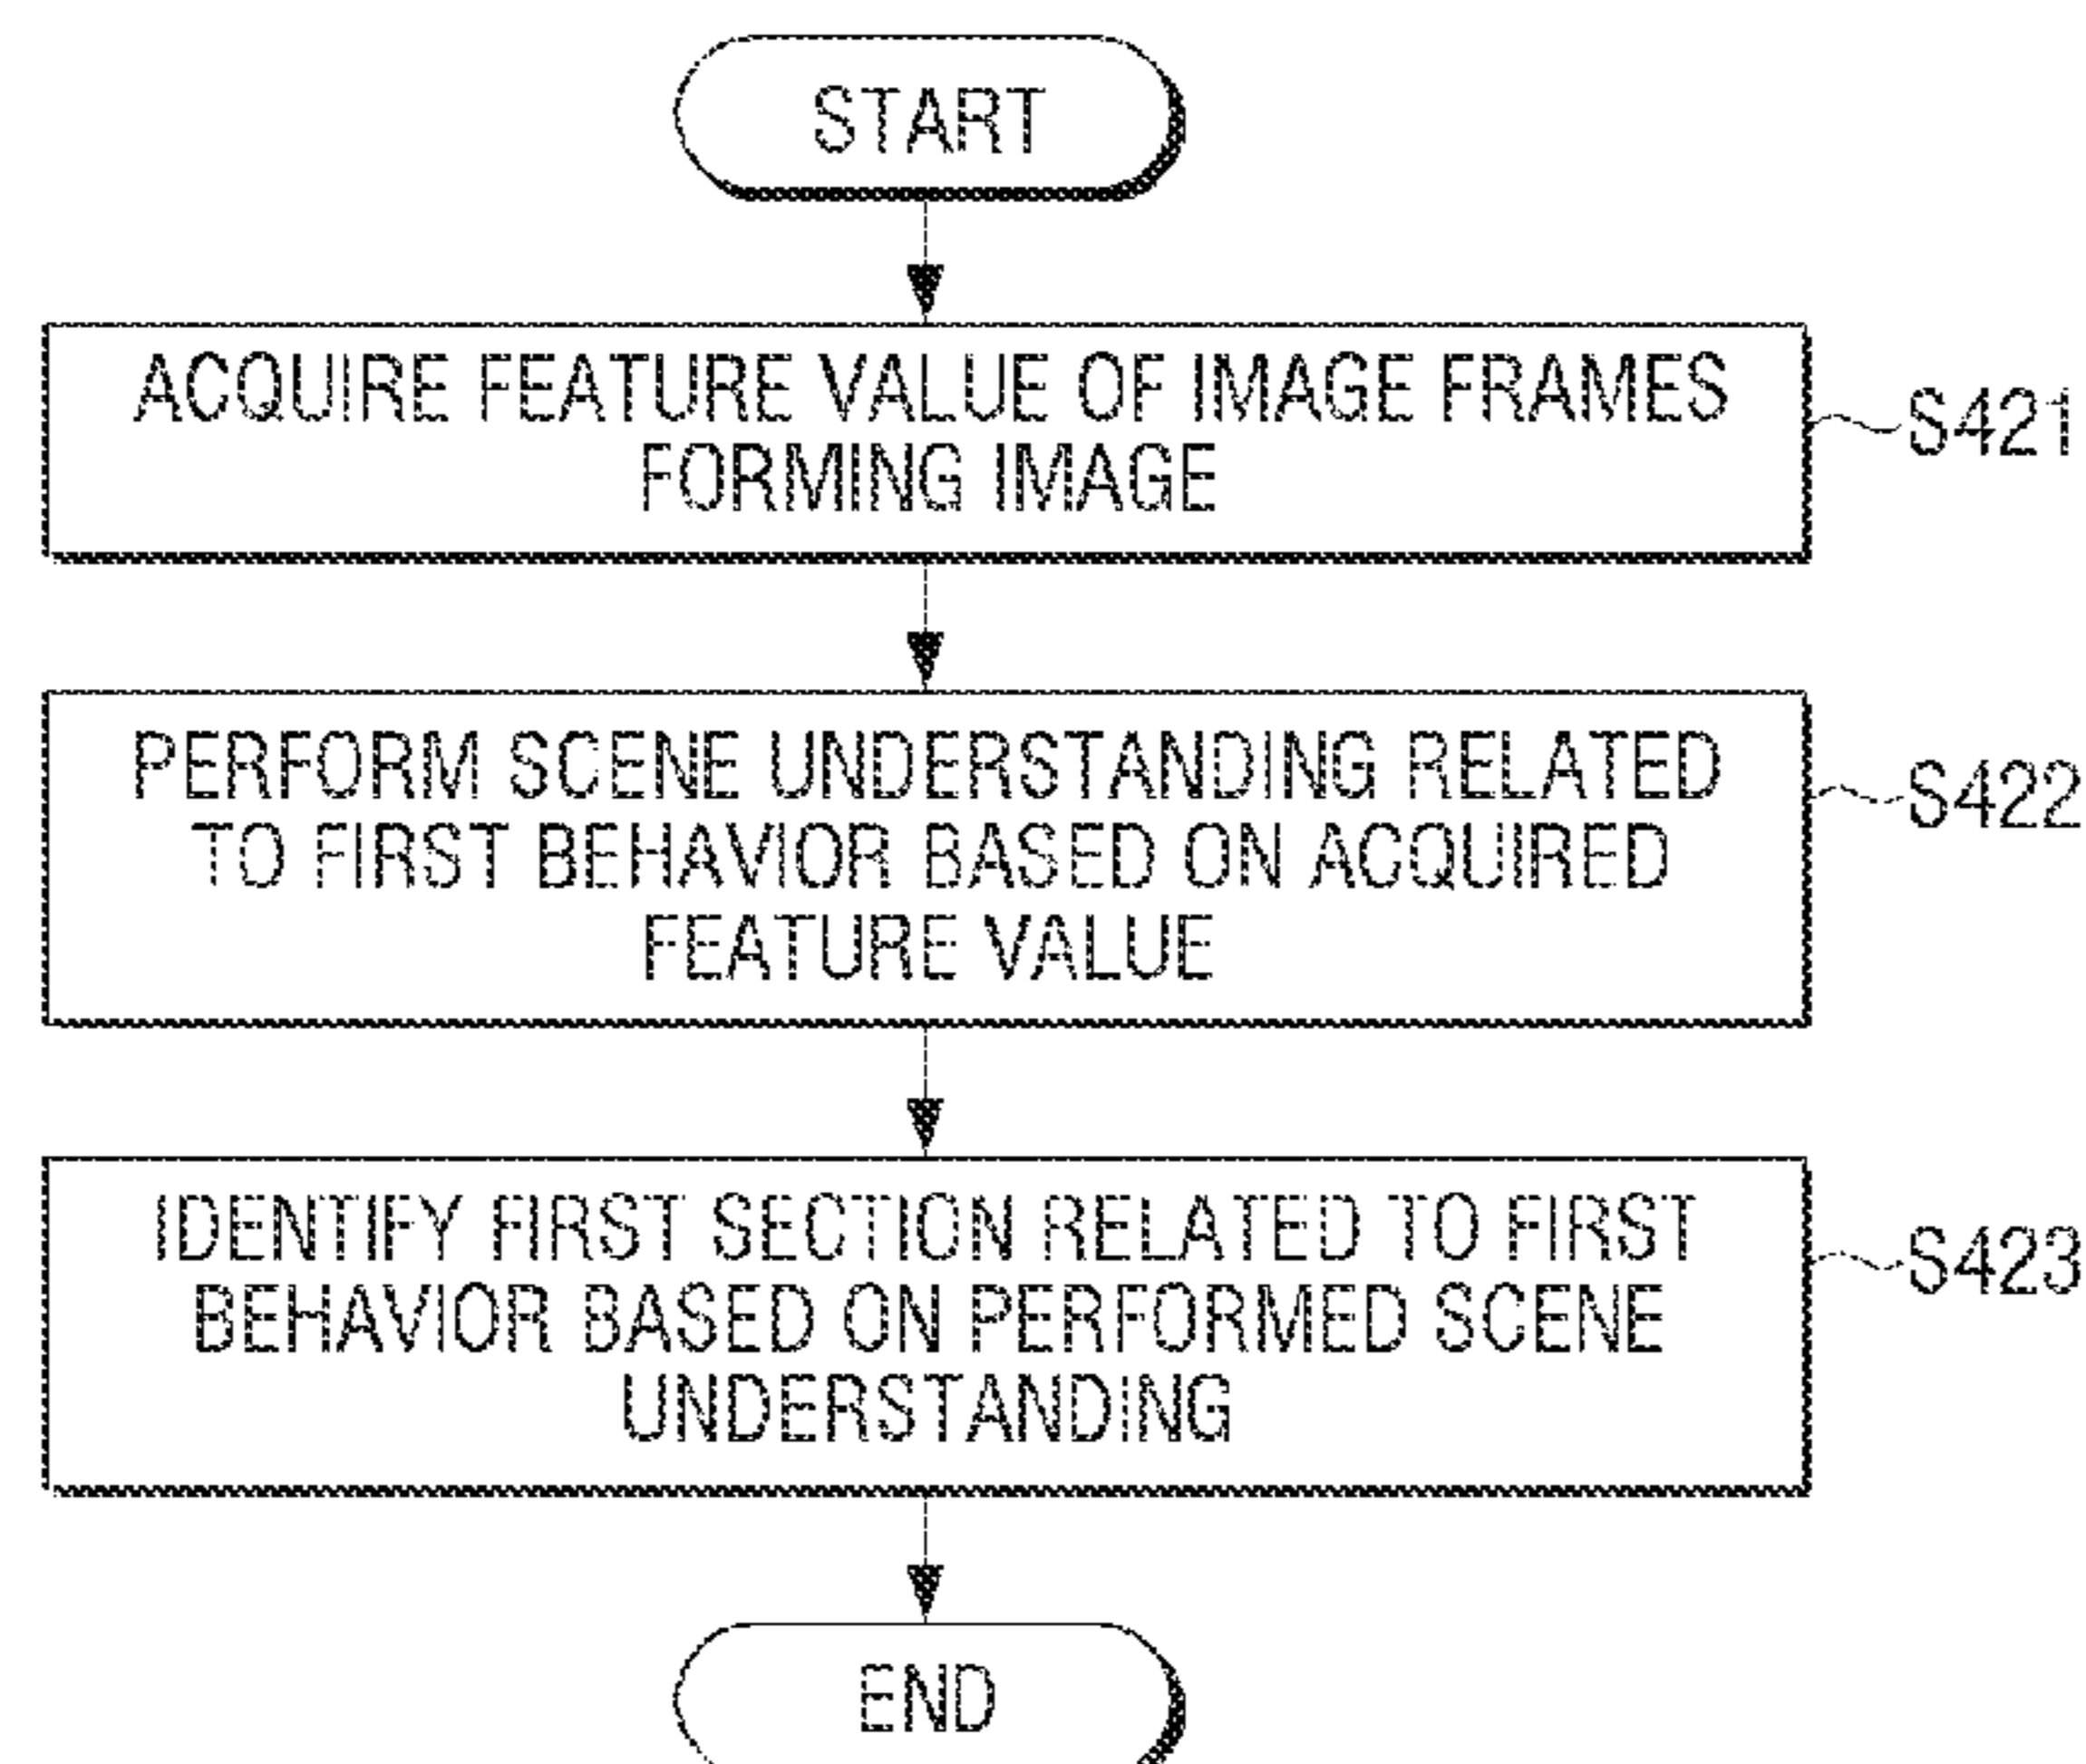 START
ACQUIRE FEATURE VALUE OF IMAGE FRAMES
FORMING IMAGE
S421
PERFORM SCENE UNDERSTANDING RELATED
TO FIRST BEHAVIOR BASED ON ACQUIRED
FEATURE VALUE
S422
IDENTIFY FIRST SECTION RELATED TO FIRST
BEHAVIOR BASED ON PERFORMED SCENE
UNDERSTANDING
S423
END